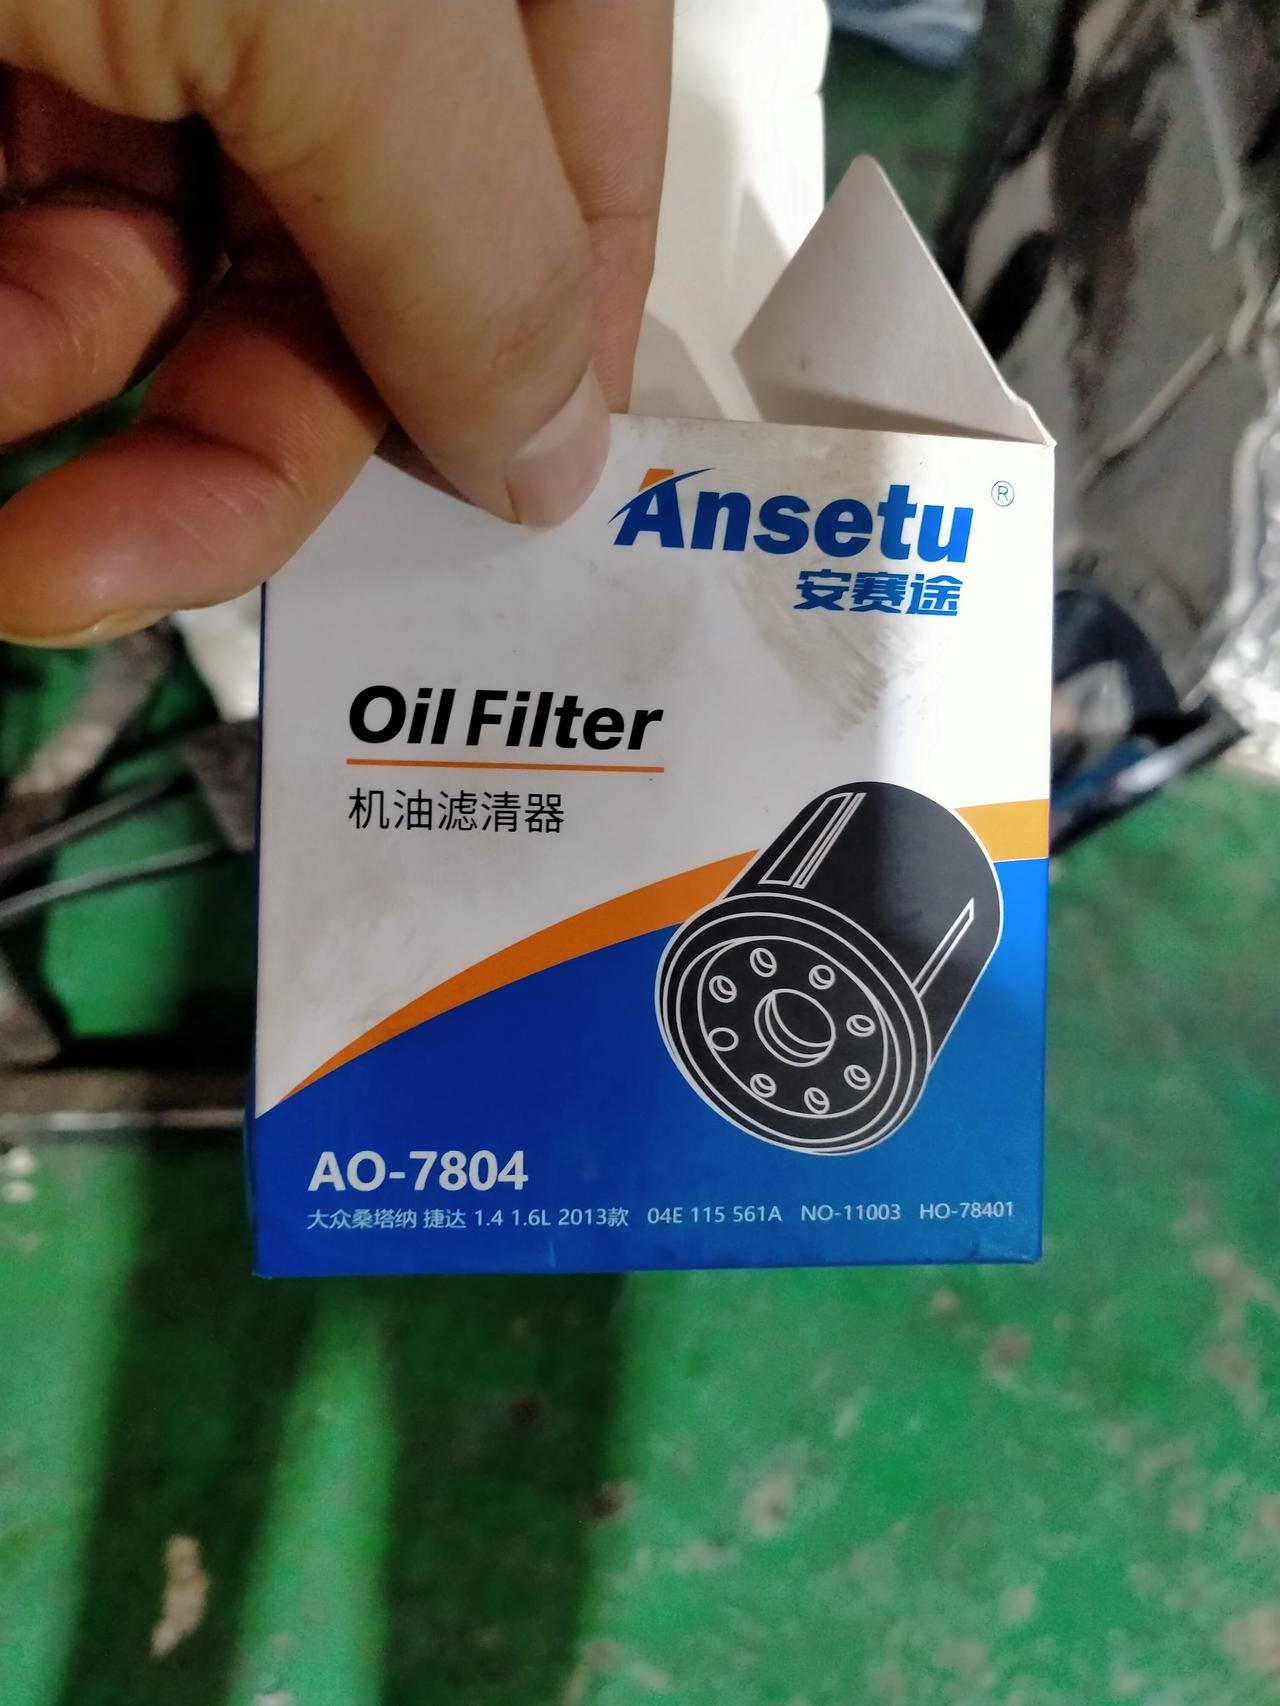 Ansetu ®
安赛途
Oil Filter
机油滤清器
AO-7804
大众桑塔纳 捷达 1.4 1.6L 2013款 04E 115 561A NO-11003 HO-78401